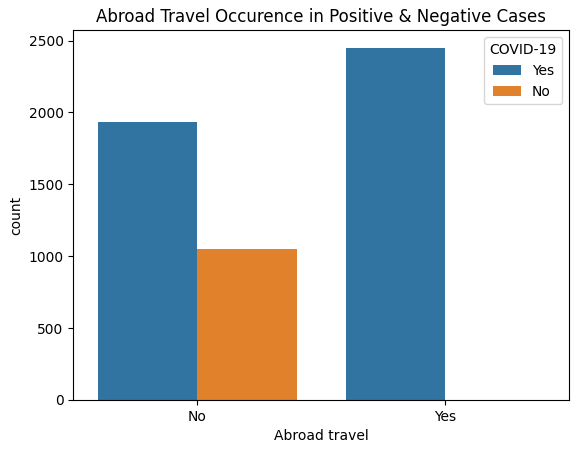 Abroad Travel Occurence in Positive & Negative Cases
2500
2000
1500
1000
500
0
count
COVID-19
Yes
No
No
Yes
Abroad travel